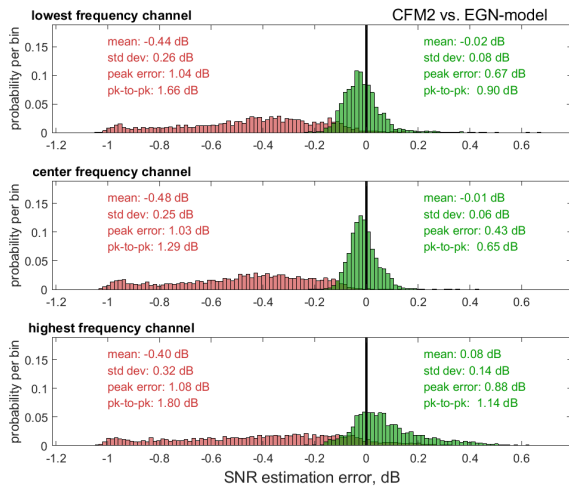 lowest frequency channel
CFM2 vs. EGN-model
mean: -0.44 dB
std dev: 0.26 dB
peak error: 1.04 dB
pk-to-pk: 1.66 dB
mean: -0.02 dB
std dev: 0.08 dB
peak error: 0.67 dB
pk-to-pk: 0.90 dB
probability per bin
0.15
0.1
0.05
0
-1.2 -1 -0.8 -0.6 -0.4 -0.2 0 0.2 0.4 0.6
center frequency channel
mean: -0.48 dB
std dev: 0.25 dB
peak error: 1.03 dB
pk-to-pk: 1.29 dB
mean: -0.01 dB
std dev: 0.06 dB
peak error: 0.43 dB
pk-to-pk: 0.65 dB
probability per bin
0.15
0.1
0.05
0
-1.2 -1 -0.8 -0.6 -0.4 -0.2 0 0.2 0.4 0.6
highest frequency channel
mean: -0.40 dB
std dev: 0.32 dB
peak error: 1.08 dB
pk-to-pk: 1.80 dB
mean: 0.08 dB
std dev: 0.14 dB
peak error: 0.88 dB
pk-to-pk: 1.14 dB
probability per bin
0.15
0.1
0.05
0
-1.2 -1 -0.8 -0.6 -0.4 -0.2 0 0.2 0.4 0.6
SNR estimation error, dB